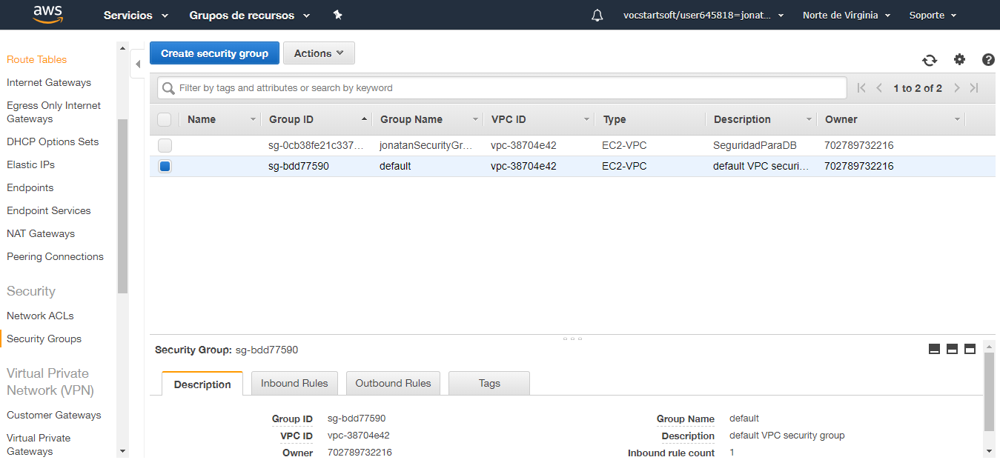 aws Servicios Grupos de recursos vocstartsoft/user645818=jonat... Norte de Virginia Soporte
Route Tables
Internet Gateways
Egress Only Internet
Gateways
DHCP Options Sets
Elastic IPs
Endpoints
Endpoint Services
NAT Gateways
Peering Connections
Security
Network ACLs
Security Groups
Virtual Private
Network (VPN)
Customer Gateways
Virtual Private
Gateways
Create security group Actions
Filter by tags and attributes or search by keyword 1 to 2 of 2
Name Group ID Group Name VPC ID Type Description Owner
sg-0cb38fe21c337... jonatanSecurityGr... vpc-38704e42 EC2-VPC SeguridadParaDB 702789732216
sg-bdd77590 default vpc-38704e42 EC2-VPC default VPC securi... 702789732216
Security Group: sg-bdd77590
Description Inbound Rules Outbound Rules Tags
Group ID sg-bdd77590 Group Name default
VPC ID vpc-38704e42 Description default VPC security group
Owner 702789732216 Inbound rule count 1